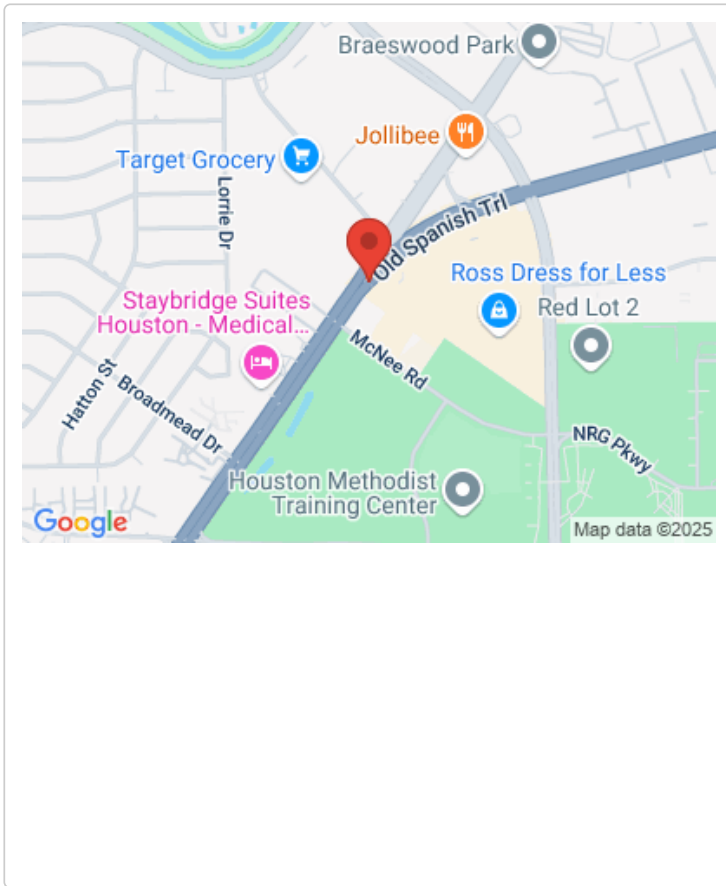 Braeswood Park
Jollibee
Target Grocery
Lorrie Dr
Old Spanish Trl
Ross Dress for Less
Staybridge Suites
Houston - Medical...
Red Lot 2
McNee Rd
Hatton St
Broadmead Dr
NRG Pkwy
Houston Methodist
Training Center
Google
Map data ©2025